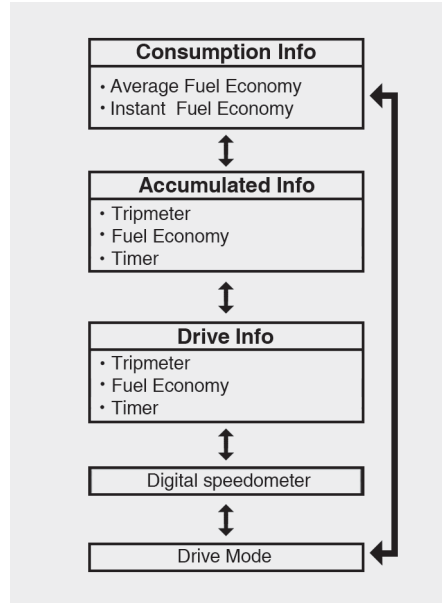 Consumption Info
· Average Fuel Economy
· Instant Fuel Economy
Accumulated Info
· Tripmeter
· Fuel Economy
· Timer
Drive Info
· Tripmeter
· Fuel Economy
· Timer
Digital speedometer
Drive Mode